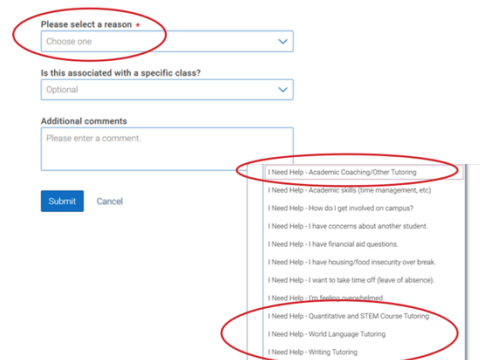 Please select a reason *
Choose one
Is this associated with a specific class?
Optional
Additional comments
Please enter a comment.
Submit Cancel
I Need Help - Academic Coaching/Other Tutoring
I Need Help - Academic skills (time management, etc)
I Need Help - How do I get involved on campus?
I Need Help - I have concerns about another student.
I Need Help - I have financial aid questions.
I Need Help - I have housing/food insecurity over break.
I Need Help - I want to take time off (leave of absence).
I Need Help - I'm feeling overwhelmed
I Need Help - Quantitative and STEM Course Tutoring
I Need Help - World Language Tutoring
I Need Help - Writing Tutoring